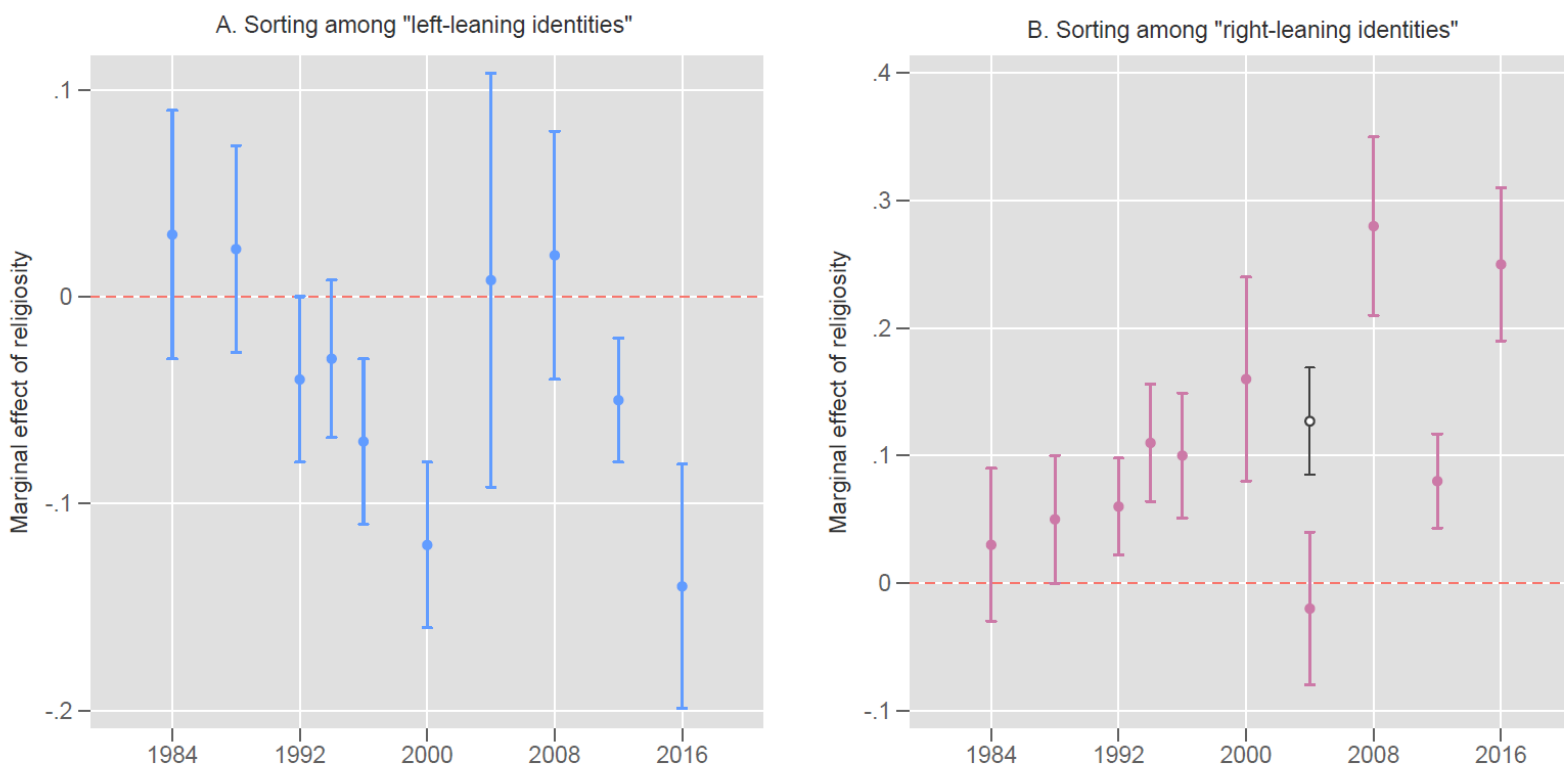 A. Sorting among "left-leaning identities"
Marginal effect of religiosity
.1
0
-.1
-.2
1984 1992 2000 2008 2016
B. Sorting among "right-leaning identities"
Marginal effect of religiosity
.4
.3
.2
.1
0
-.1
1984 1992 2000 2008 2016